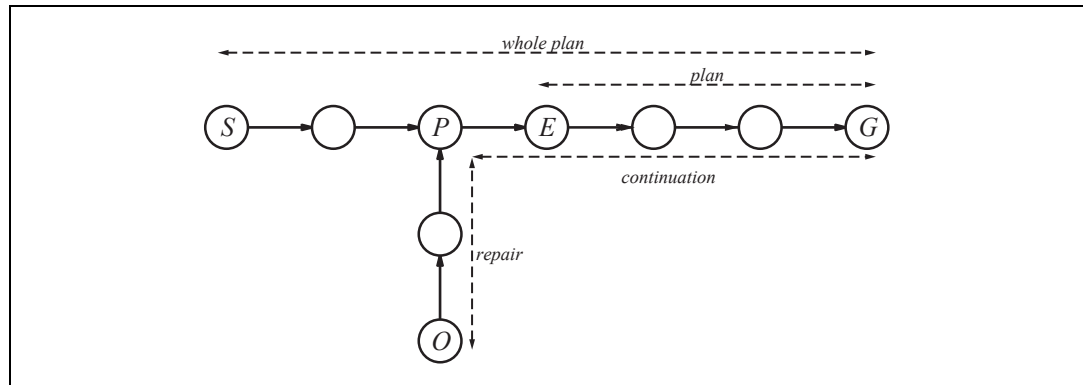 whole plan
plan
S P E G
continuation
repair
O